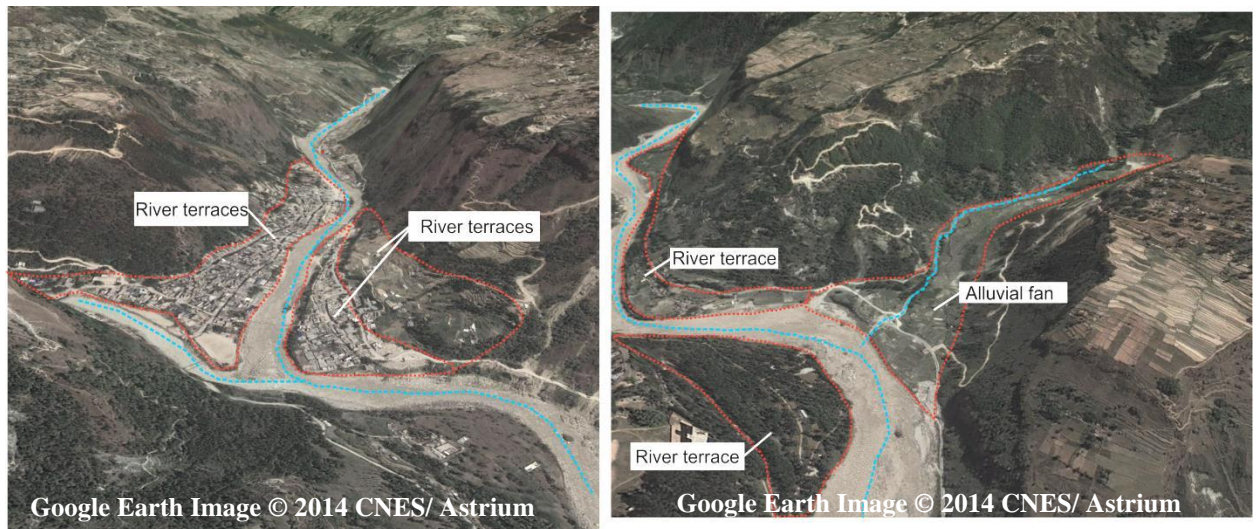 River terraces
River terraces
Google Earth Image © 2014 CNES/ Astrium
River terrace
Alluvial fan
River terrace
Google Earth Image © 2014 CNES/ Astrium